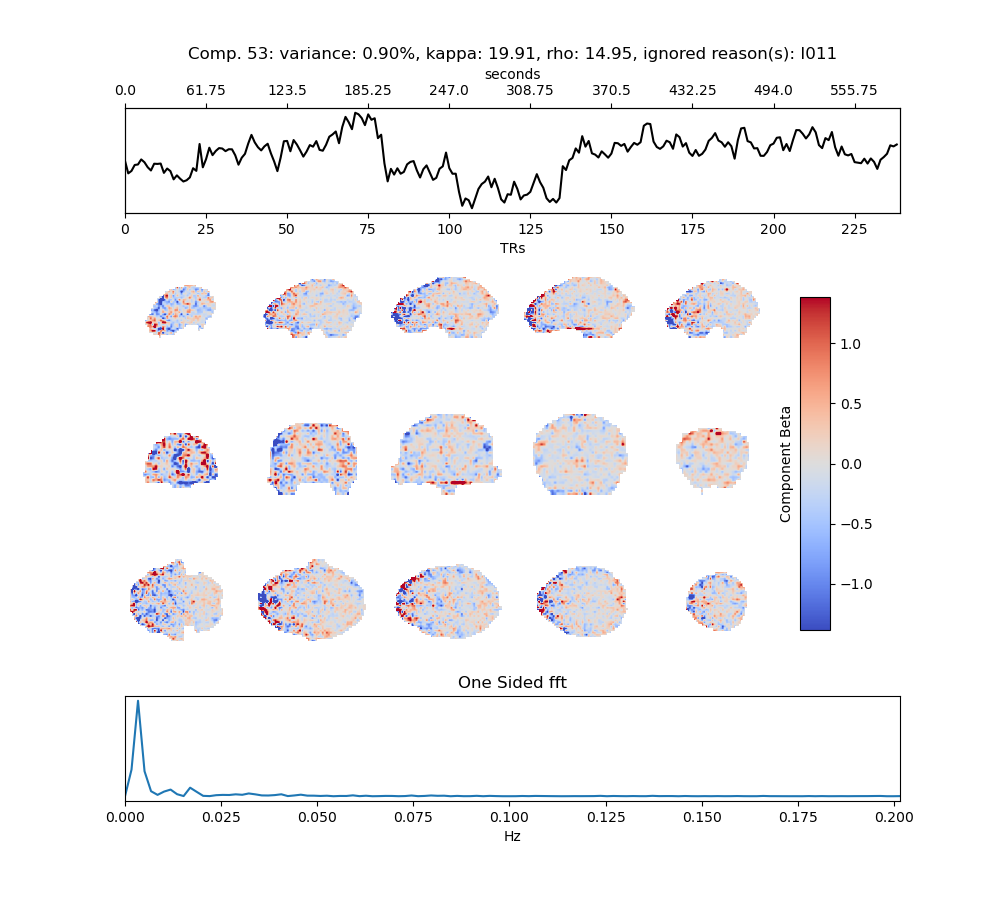 Comp. 53: variance: 0.90%, kappa: 19.91, rho: 14.95, ignored reason(s): I011
seconds
0.0 61.75 123.5 185.25 247.0 308.75 370.5 432.25 494.0 555.75
0 25 50 75 100 125 150 175 200 225
TRs
Component Beta
1.0
0.5
0.0
−0.5
−1.0
One Sided fft
0.000 0.025 0.050 0.075 0.100 0.125 0.150 0.175 0.200
Hz